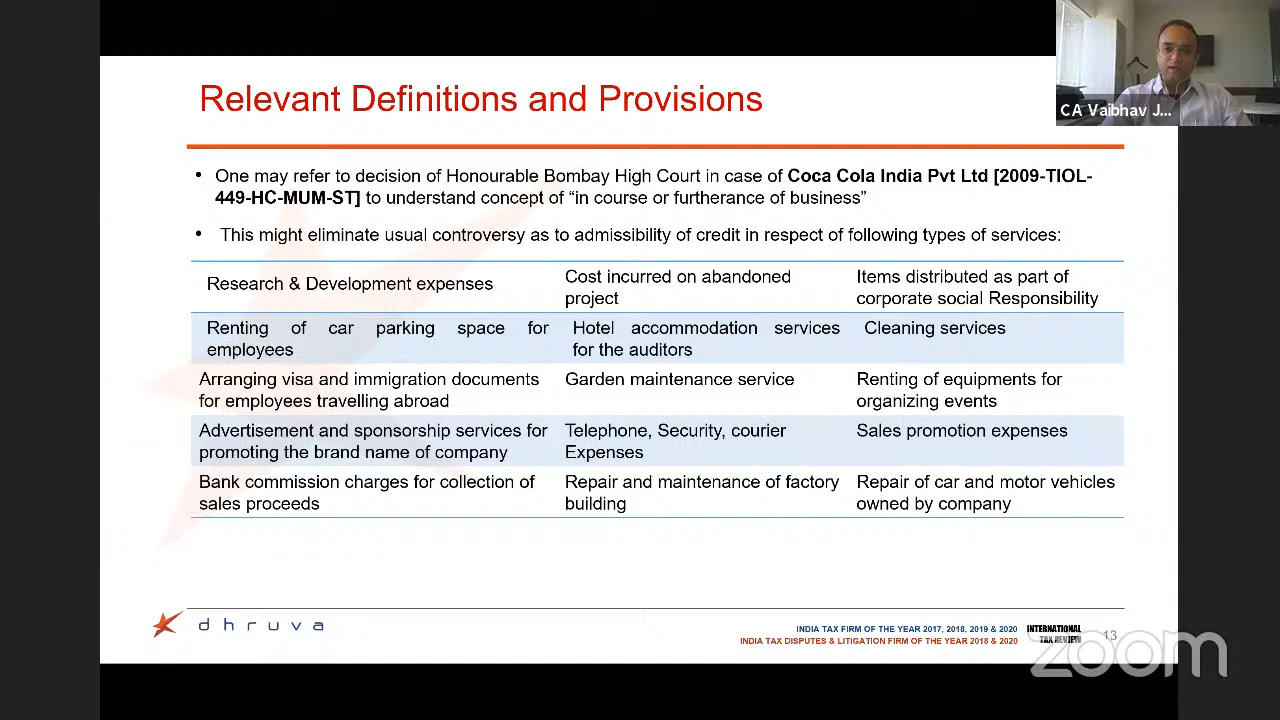 Relevant Definitions and Provisions
CA Vaibhav J...
• One may refer to decision of Honourable Bombay High Court in case of Coca Cola India Pvt Ltd [2009-TIOL-
449-HC-MUM-ST] to understand concept of “in course or furtherance of business”
• This might eliminate usual controversy as to admissibility of credit in respect of following types of services:
Research & Development expenses
Cost incurred on abandoned
project
Items distributed as part of
corporate social Responsibility
Renting of car parking space for
employees
Hotel accommodation services
for the auditors
Cleaning services
Arranging visa and immigration documents
for employees travelling abroad
Garden maintenance service
Renting of equipments for
organizing events
Advertisement and sponsorship services for
promoting the brand name of company
Telephone, Security, courier
Expenses
Sales promotion expenses
Bank commission charges for collection of
sales proceeds
Repair and maintenance of factory
building
Repair of car and motor vehicles
owned by company
dhruva
INDIA TAX FIRM OF THE YEAR 2017, 2018, 2019 & 2020
INDIA TAX DISPUTES & LITIGATION FIRM OF THE YEAR 2018 & 2020
INTERNATIONAL
TAX REVIEW
13
zoom